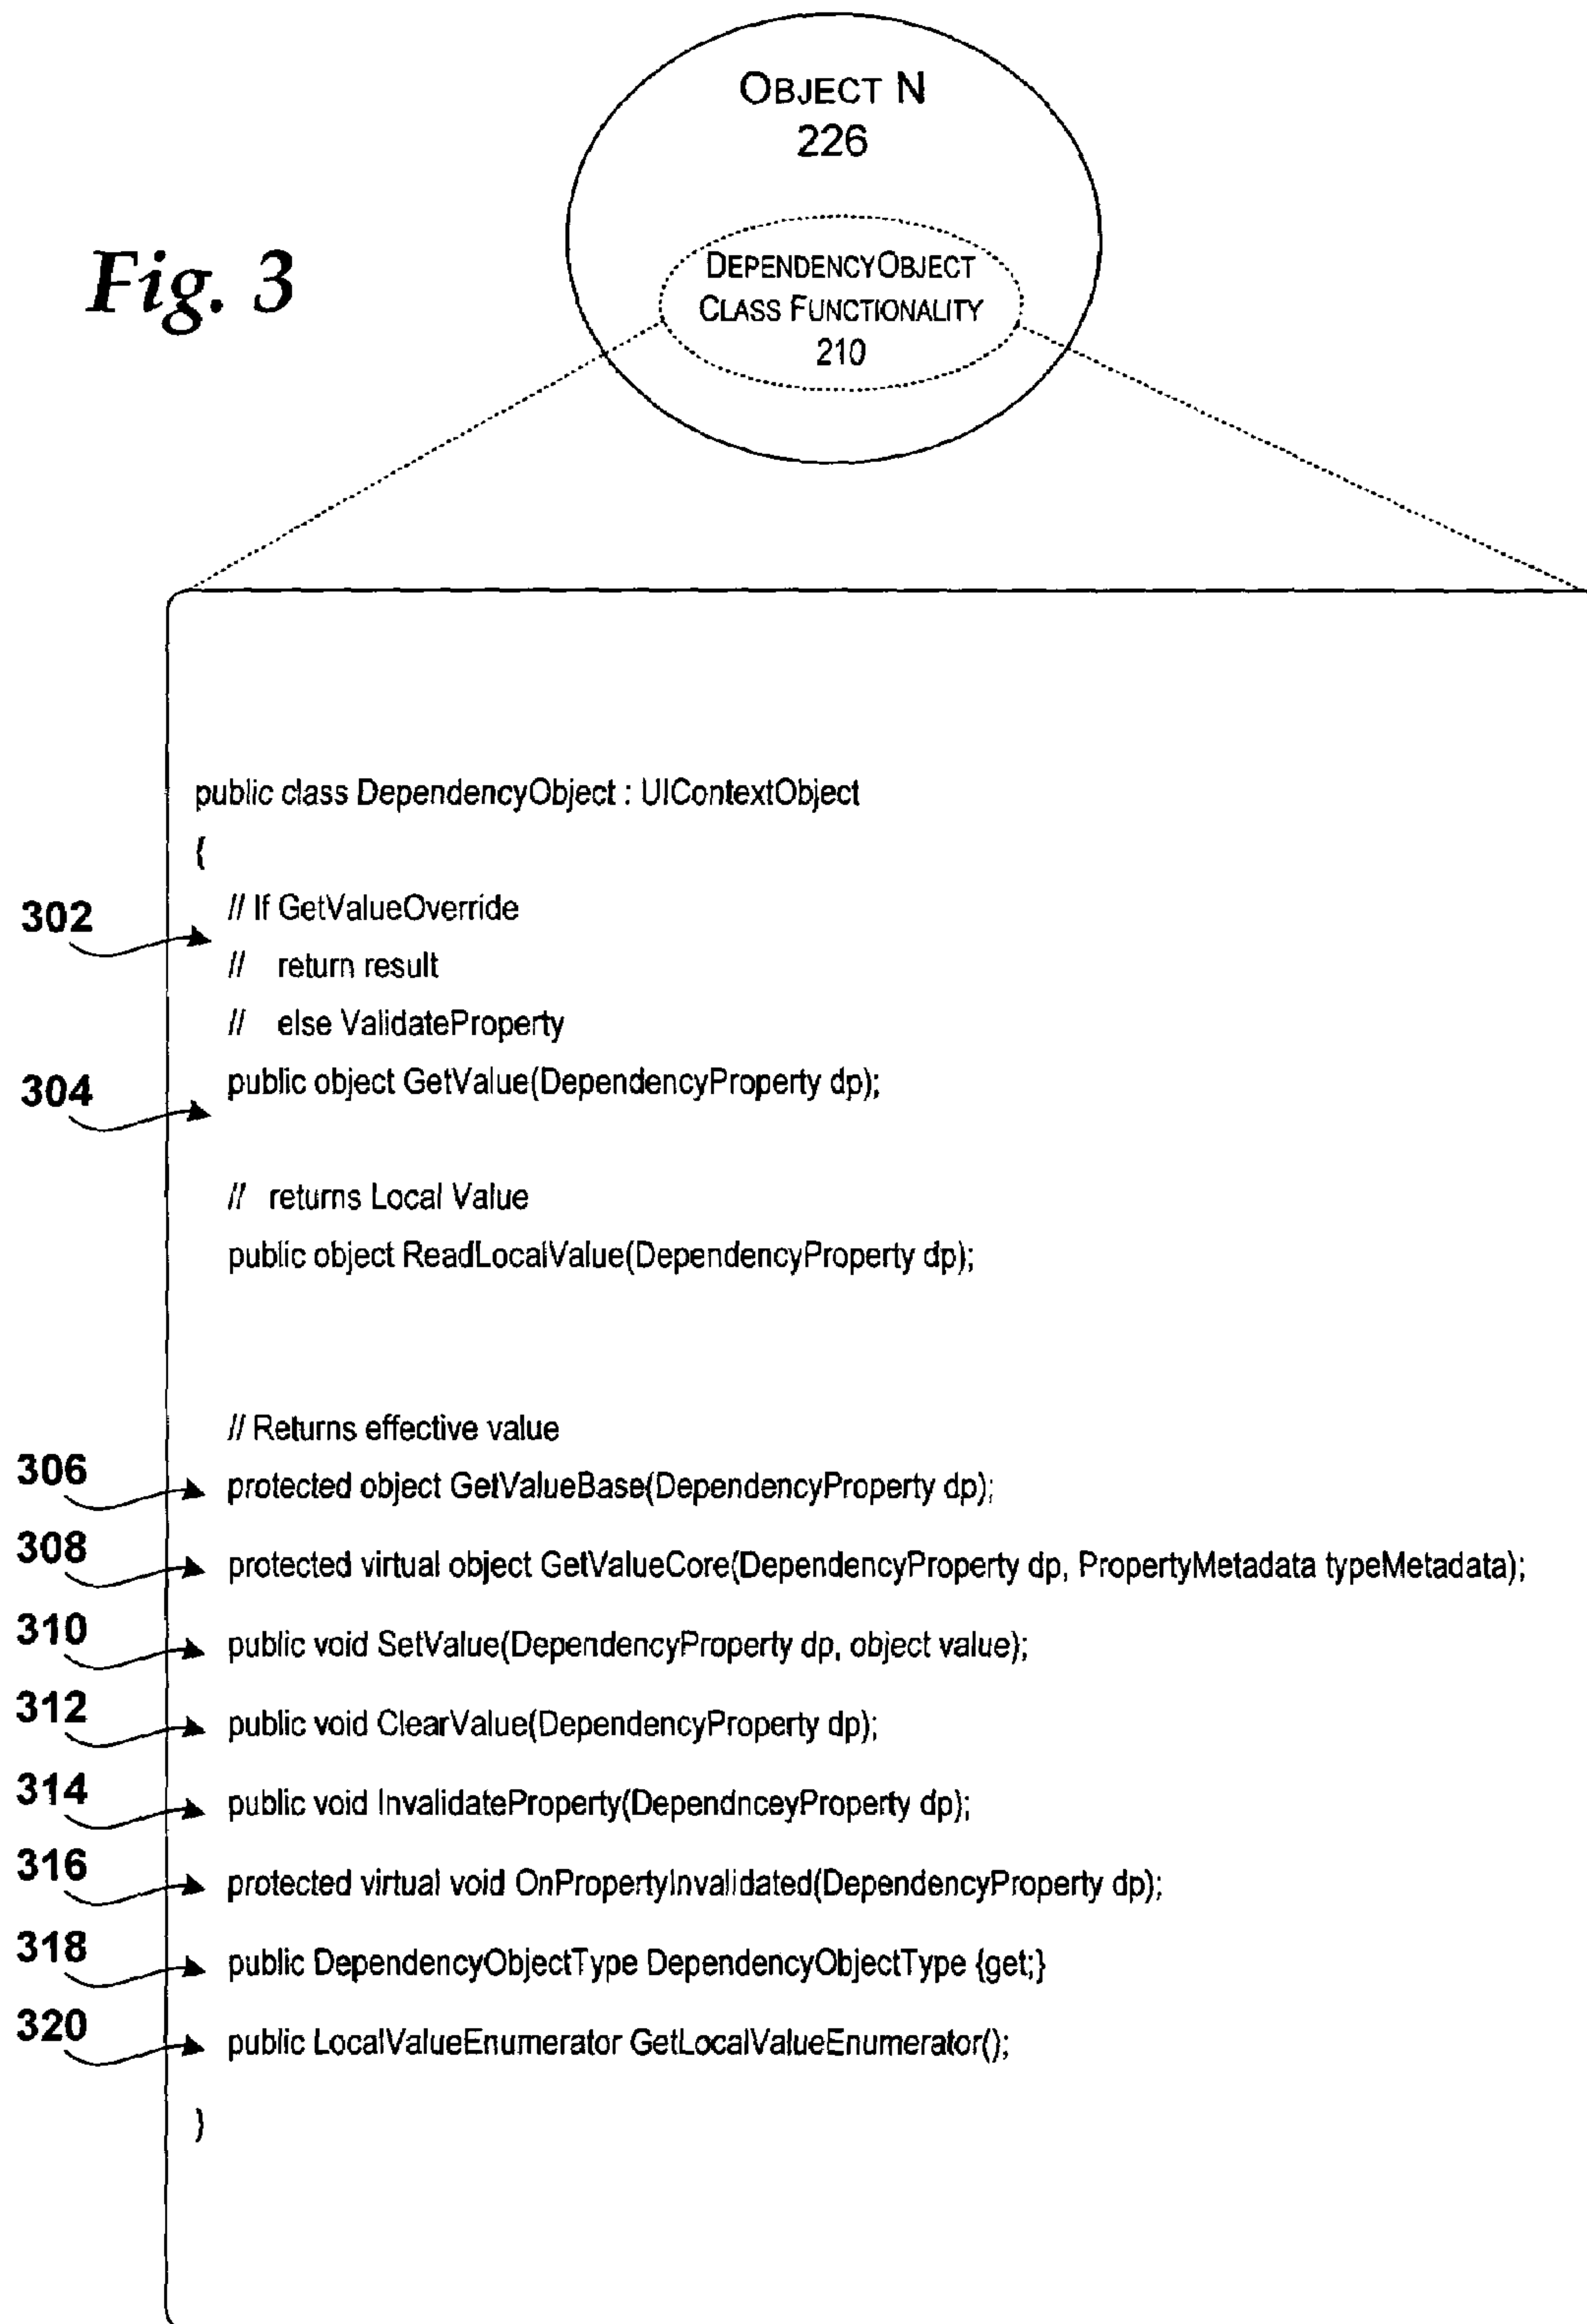 OBJECT N
226
Fig. 3
DEPENDENCYOBJECT
CLASS FUNCTIONALITY
210
public class DependencyObject : UIContextObject
{
302
// If GetValueOverride
//    return result
//    else ValidateProperty
304
public object GetValue(DependencyProperty dp);
//   returns Local Value
public object ReadLocalValue(DependencyProperty dp);
// Returns effective value
306 protected object GetValueBase(DependencyProperty dp);
308 protected virtual object GetValueCore(DependencyProperty dp, PropertyMetadata typeMetadata);
310 public void SetValue(DependencyProperty dp, object value);
312 public void ClearValue(DependencyProperty dp);
314 public void InvalidateProperty(DependnceyProperty dp);
316 protected virtual void OnPropertyInvalidated(DependencyProperty dp);
318 public DependencyObjectType DependencyObjectType {get;}
320 public LocalValueEnumerator GetLocalValueEnumerator();
}